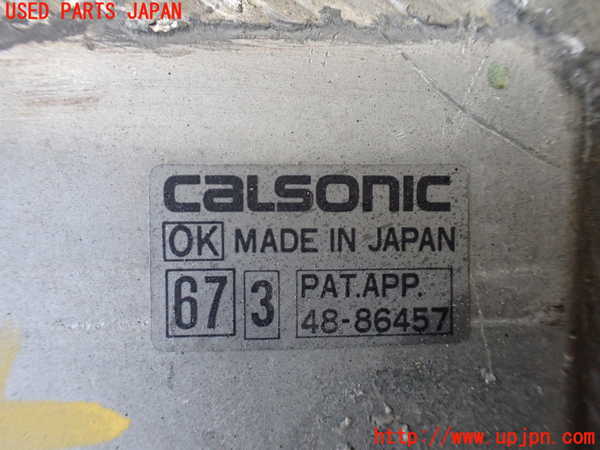 USED PARTS JAPAN
CALSONIC
OK MADE IN JAPAN
67 3 PAT.APP.
48-86457
http://www.upjpn.com/